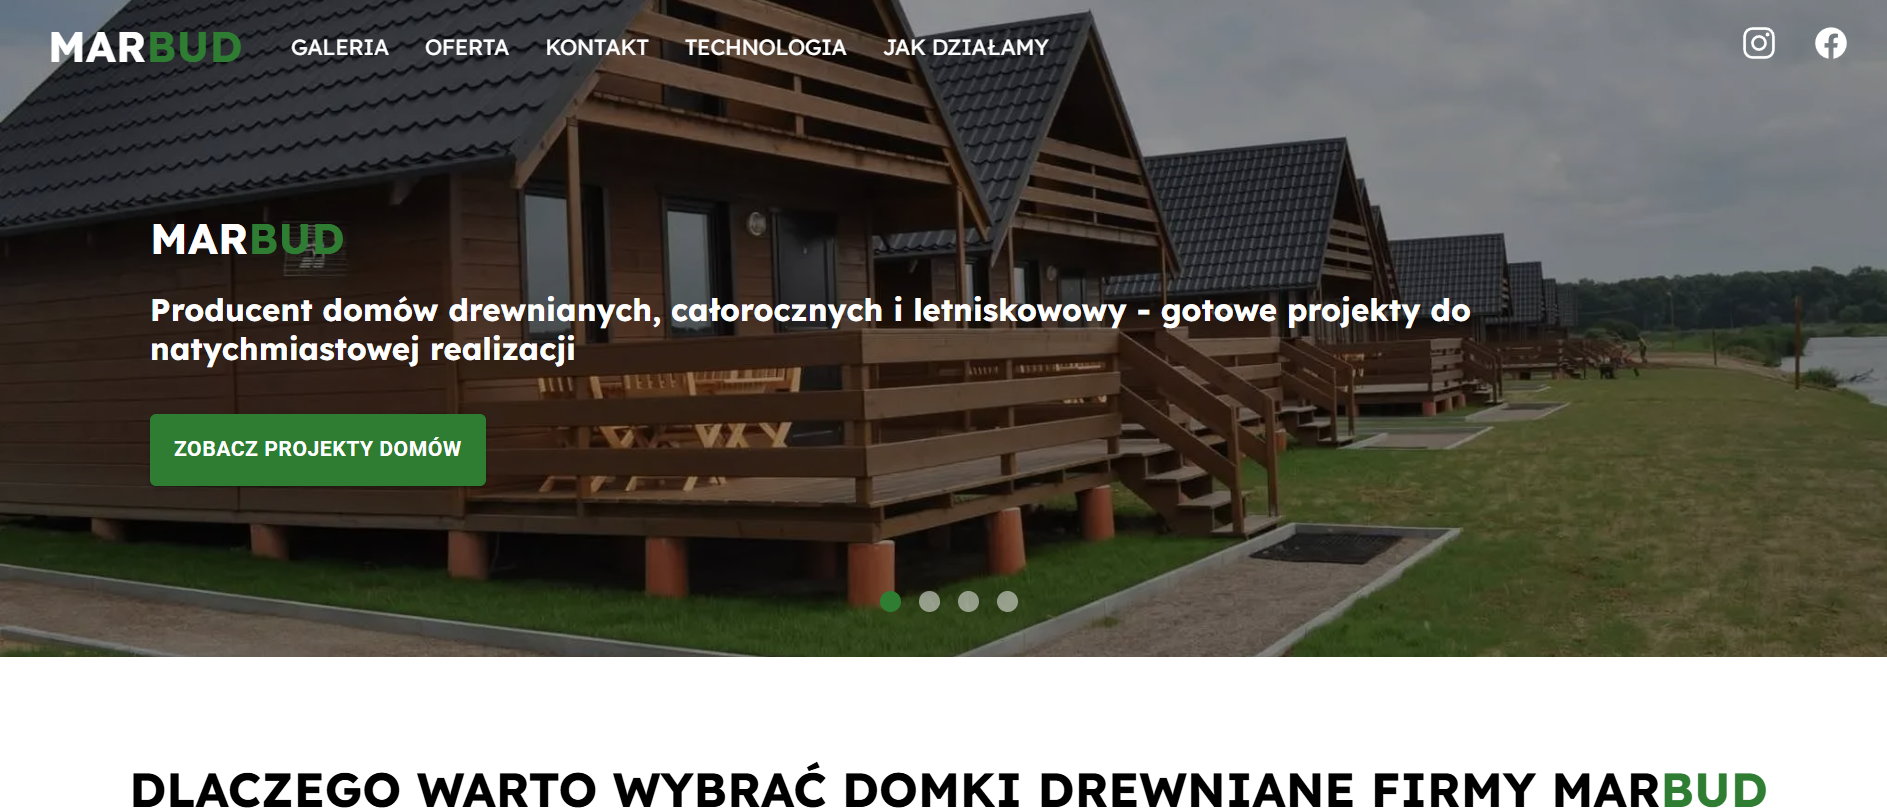 MARBUD GALERIA OFERTA KONTAKT TECHNOLOGIA JAK DZIAŁAMY
MARBUD
Producent domów drewnianych, całorocznych i letniskowowy - gotowe projekty do
natychmiastowej realizacji
ZOBACZ PROJEKTY DOMÓW
DLACZEGO WARTO WYBRAĆ DOMKI DREWNIANE FIRMY MARBUD